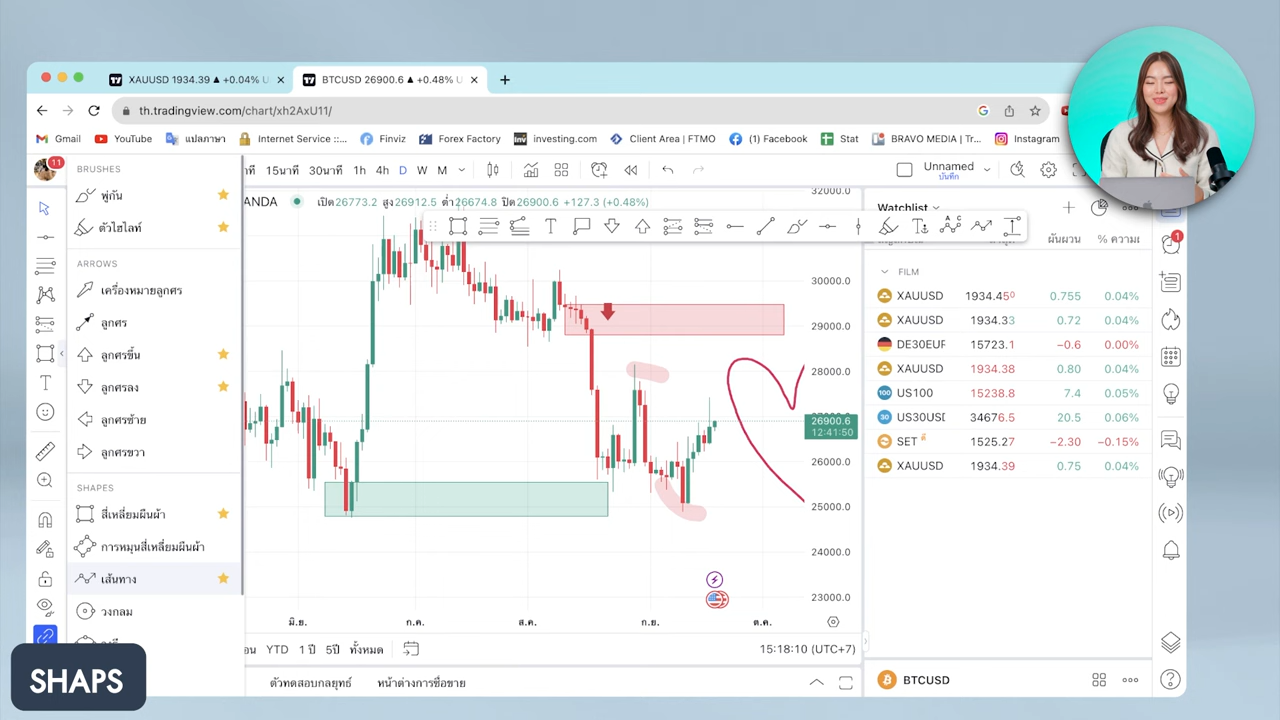 XAUUSD 1934.39 ▲ +0.04% U
BTCUSD 26900.6 ▲ +0.48% U
th.tradingview.com/chart/xh2AxU11/
Gmail
YouTube
แปลภาษา
Internet Service ::...
Finviz
Forex Factory
investing.com
Client Area | FTMO
(1) Facebook
Stat
BRAVO MEDIA | Tr...
Instagram
11
BRUSHES
พู่กัน
ตัวไฮไลท์
ARROWS
เครื่องหมายลูกศร
ลูกศร
ลูกศรขึ้น
ลูกศรลง
ลูกศรซ้าย
ลูกศรขวา
SHAPES
สี่เหลี่ยมผืนผ้า
การหมุนสี่เหลี่ยมผืนผ้า
เส้นทาง
วงกลม
15นาที 30นาที 1h 4h D W M
Unnamed
บันทึก
ANDA เปิด26773.2 สูง26912.5 ต่ำ26674.8 ปิด26900.6 +127.3 (+0.48%)
32000.0
30000.0
29000.0
28000.0
26900.6
12:41:50
26000.0
25000.0
24000.0
23000.0
มิ.ย. ก.ค. ส.ค. ก.ย. ต.ค.
YTD 1 ปี 5ปี ทั้งหมด
15:18:10 (UTC+7)
ตัวทดสอบกลยุทธ์ หน้าต่างการซื้อขาย
Watchlist
ผันผวน % ความเ
FILM
XAUUSD 1934.450 0.755 0.04%
XAUUSD 1934.33 0.72 0.04%
DE30EUR 15723.1 −0.6 0.00%
XAUUSD 1934.38 0.80 0.04%
100 US100 15238.8 7.4 0.05%
30 US30USD 34676.5 20.5 0.06%
SET 1525.27 −2.30 −0.15%
XAUUSD 1934.39 0.75 0.04%
BTCUSD
1
SHAPS